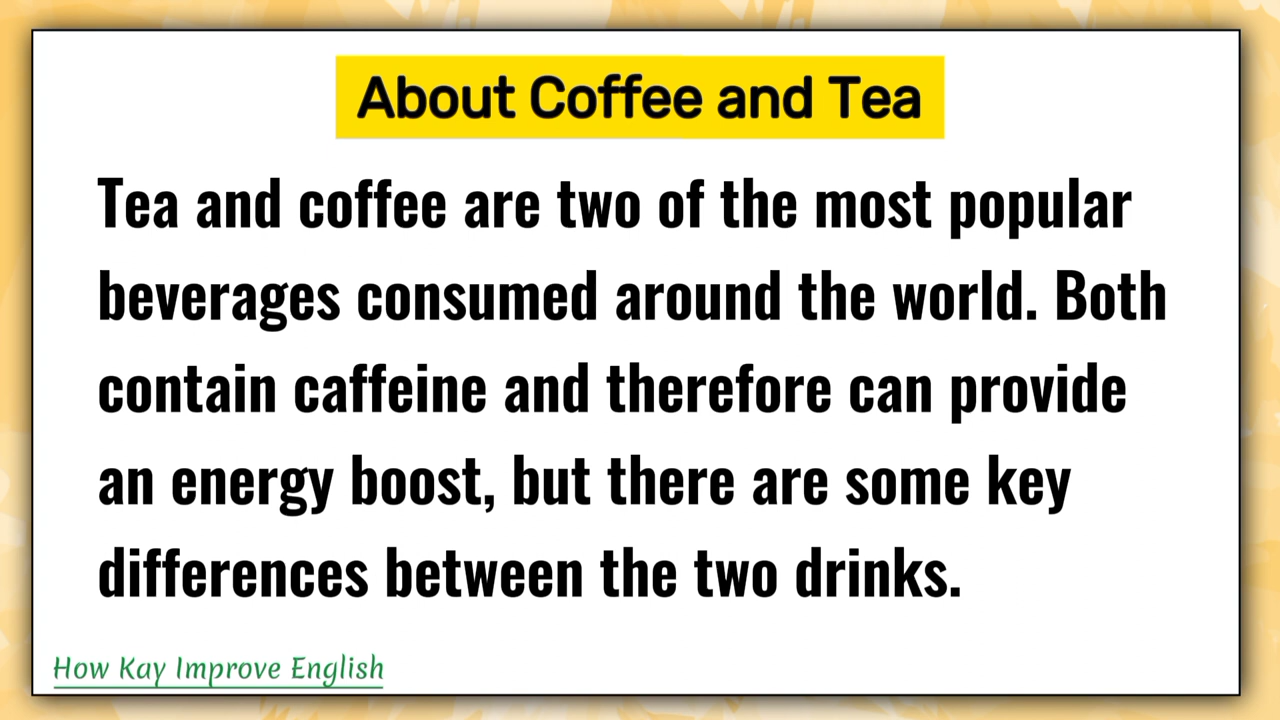 About Coffee and Tea
Tea and coffee are two of the most popular
beverages consumed around the world. Both
contain caffeine and therefore can provide
an energy boost, but there are some key
differences between the two drinks.
How Kay Improve English